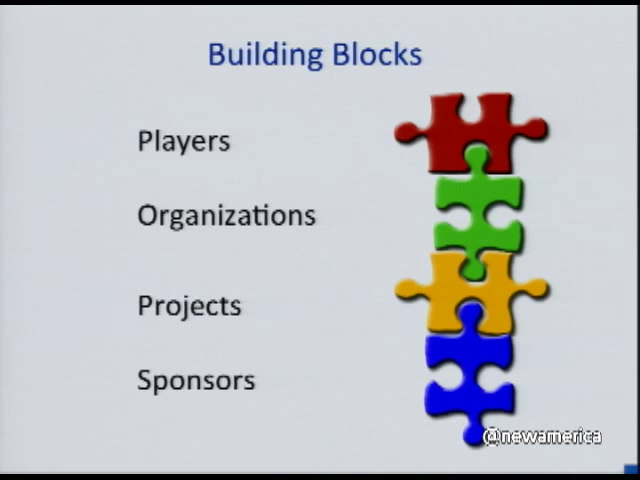 Building Blocks
Players
Organizations
Projects
Sponsors
@newamerica